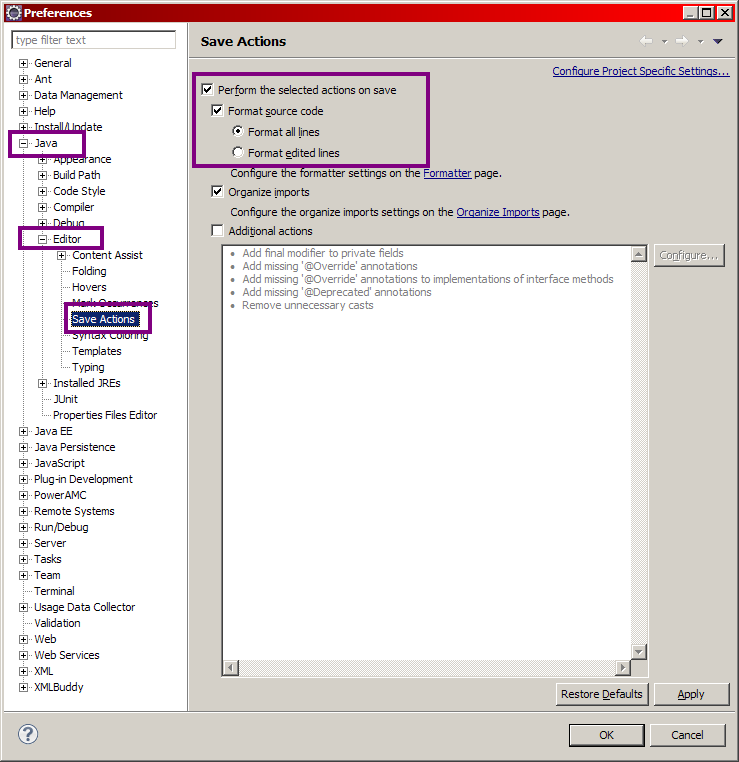 Preferences
type filter text
General
Ant
Data Management
Help
Install/Update
Java
Appearance
Build Path
Code Style
Compiler
Debug
Editor
Content Assist
Folding
Hovers
Mark Occurrences
Save Actions
Syntax Coloring
Templates
Typing
Installed JREs
JUnit
Properties Files Editor
Java EE
Java Persistence
JavaScript
Plug-in Development
PowerAMC
Remote Systems
Run/Debug
Server
Tasks
Team
Terminal
Usage Data Collector
Validation
Web
Web Services
XML
XMLBuddy
Save Actions
Configure Project Specific Settings...
Perform the selected actions on save
Format source code
Format all lines
Format edited lines
Configure the formatter settings on the Formatter page.
Organize imports
Configure the organize imports settings on the Organize Imports page.
Additional actions
Add final modifier to private fields
Add missing '@Override' annotations
Add missing '@Override' annotations to implementations of interface methods
Add missing '@Deprecated' annotations
Remove unnecessary casts
Configure...
Restore Defaults
Apply
?
OK
Cancel